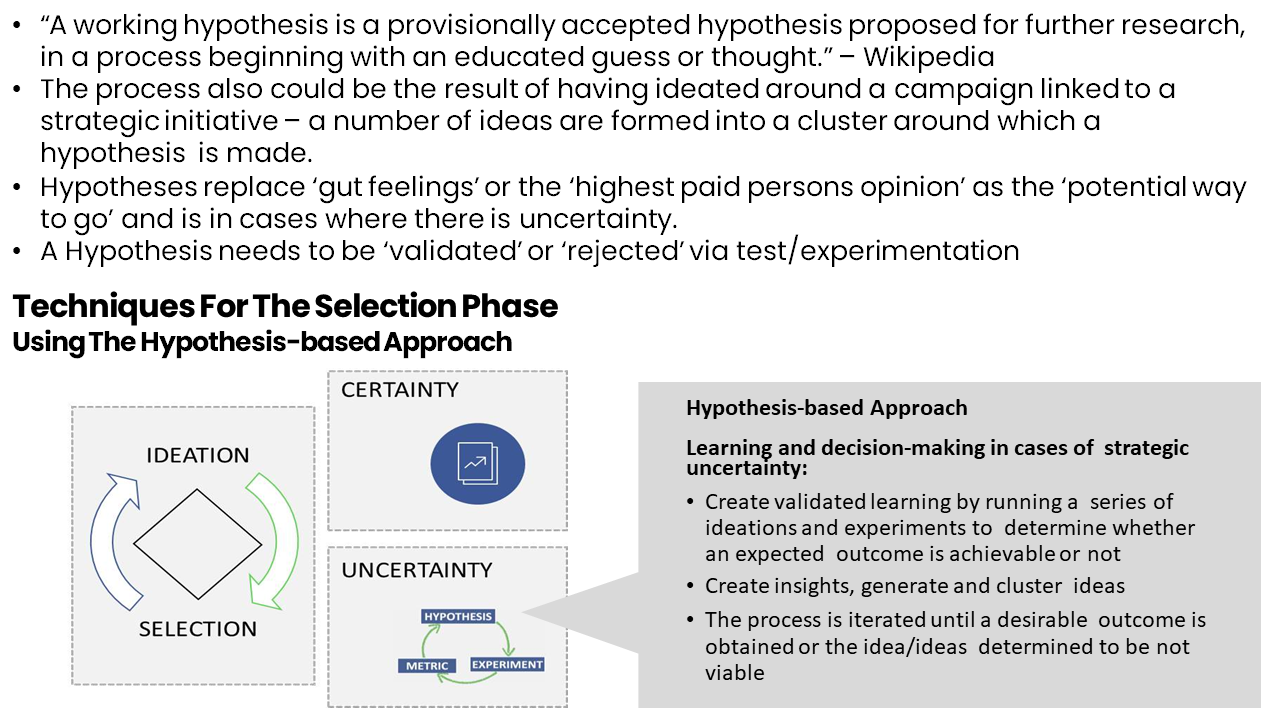 • “A working hypothesis is a provisionally accepted hypothesis proposed for further research,
in a process beginning with an educated guess or thought.” – Wikipedia
• The process also could be the result of having ideated around a campaign linked to a
strategic initiative – a number of ideas are formed into a cluster around which a
hypothesis is made.
• Hypotheses replace ‘gut feelings’ or the ‘highest paid persons opinion’ as the ‘potential way
to go’ and is in cases where there is uncertainty.
• A Hypothesis needs to be ‘validated’ or ‘rejected’ via test/experimentation
Techniques For The Selection Phase
Using The Hypothesis-based Approach
IDEATION
SELECTION
CERTAINTY
UNCERTAINTY
HYPOTHESIS
METRIC
EXPERIMENT
Hypothesis-based Approach
Learning and decision-making in cases of strategic
uncertainty:
• Create validated learning by running a series of
ideations and experiments to determine whether
an expected outcome is achievable or not
• Create insights, generate and cluster ideas
• The process is iterated until a desirable outcome is
obtained or the idea/ideas determined to be not
viable